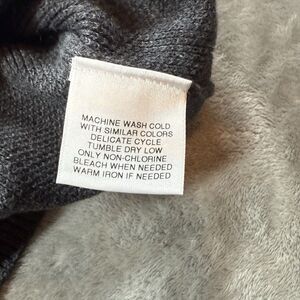 MACHINE WASH COLD
WITH SIMILAR COLORS
DELICATE CYCLE
TUMBLE DRY LOW
ONLY NON-CHLORINE
BLEACH WHEN NEEDED
WARM IRON IF NEEDED